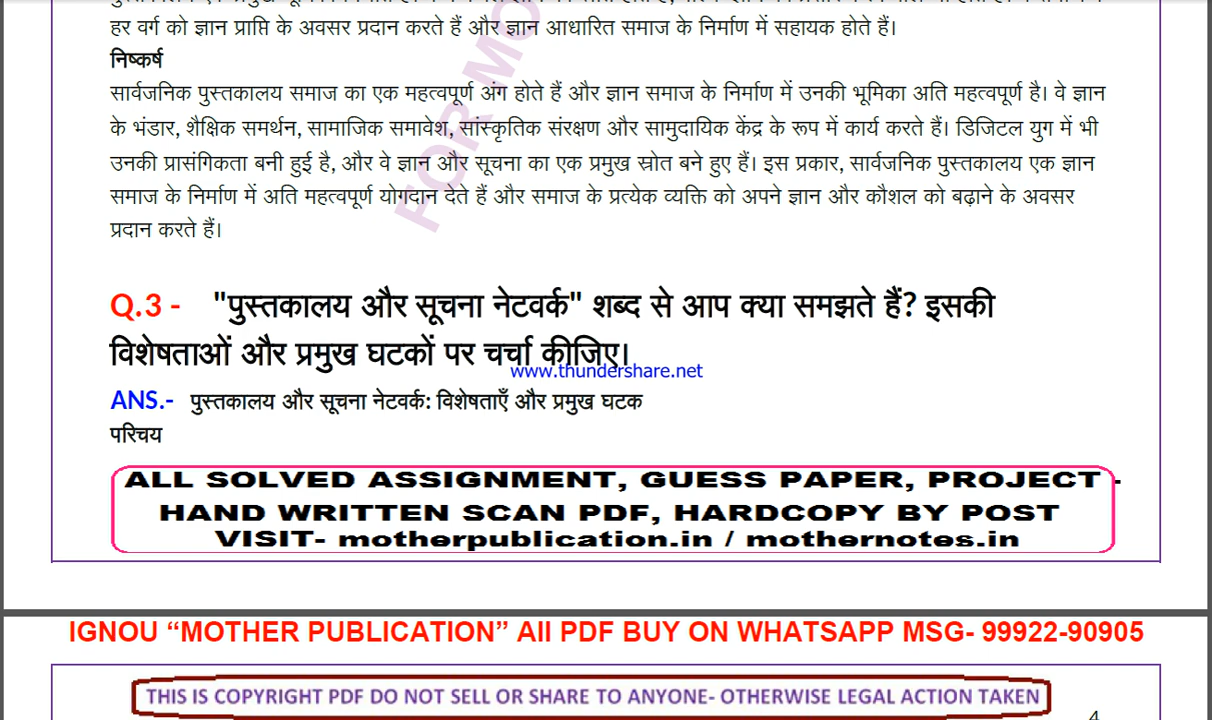 हर वर्ग को ज्ञान प्राप्ति के अवसर प्रदान करते हैं और ज्ञान आधारित समाज के निर्माण में सहायक होते हैं।
निष्कर्ष
सार्वजनिक पुस्तकालय समाज का एक महत्वपूर्ण अंग होते हैं और ज्ञान समाज के निर्माण में उनकी भूमिका अति महत्वपूर्ण है। वे ज्ञान
के भंडार, शैक्षिक समर्थन, सामाजिक समावेश, सांस्कृतिक संरक्षण और सामुदायिक केंद्र के रूप में कार्य करते हैं। डिजिटल युग में भी
उनकी प्रासंगिकता बनी हुई है, और वे ज्ञान और सूचना का एक प्रमुख स्रोत बने हुए हैं। इस प्रकार, सार्वजनिक पुस्तकालय एक ज्ञान
समाज के निर्माण में अति महत्वपूर्ण योगदान देते हैं और समाज के प्रत्येक व्यक्ति को अपने ज्ञान और कौशल को बढ़ाने के अवसर
प्रदान करते हैं।
FOR MO
Q.3 - "पुस्तकालय और सूचना नेटवर्क" शब्द से आप क्या समझते हैं? इसकी
विशेषताओं और प्रमुख घटकों पर चर्चा कीजिए।
www.thundershare.net
ANS.- पुस्तकालय और सूचना नेटवर्क: विशेषताएँ और प्रमुख घटक
परिचय
ALL SOLVED ASSIGNMENT, GUESS PAPER, PROJECT -
HAND WRITTEN SCAN PDF, HARDCOPY BY POST
VISIT- motherpublication.in / mothernotes.in
IGNOU “MOTHER PUBLICATION” All PDF BUY ON WHATSAPP MSG- 99922-90905
THIS IS COPYRIGHT PDF DO NOT SELL OR SHARE TO ANYONE- OTHERWISE LEGAL ACTION TAKEN
4